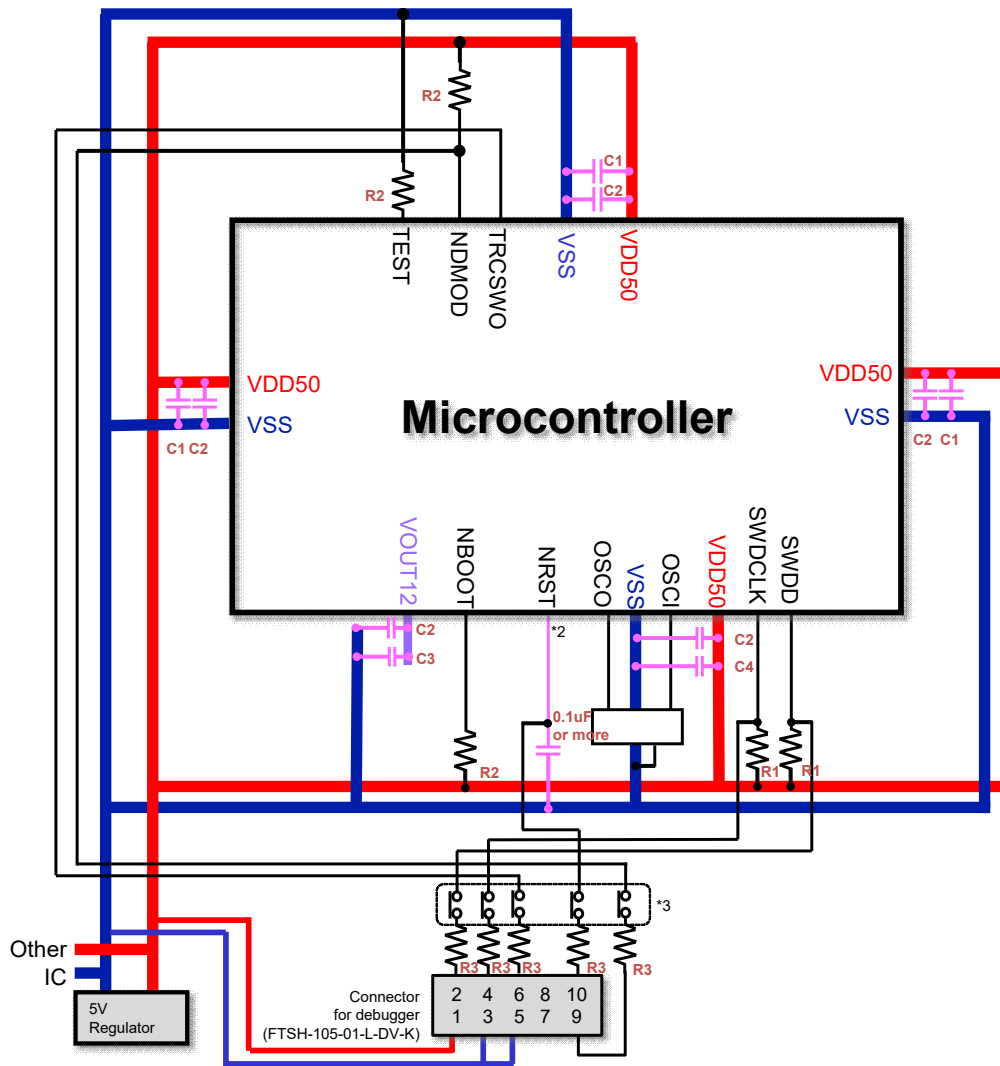 R2
C1
R2
C2
TEST
NDMOD
TRCSWO
VSS
VDD50
VDD50
VSS
C1 C2
Microcontroller
VDD50
VSS
C2 C1
VOUT12
NBOOT
NRST
OSCO
VSS
OSCI
VDD50
SWDCLK
SWDD
*2
C2
C3
C2
C4
0.1uF
or more
R2
R1
R1
*3
Other
IC
R3
R3
R3
R3
R3
5V
Regulator
Connector
for debugger
(FTSH-105-01-L-DV-K)
2 4 6 8 10
1 3 5 7 9